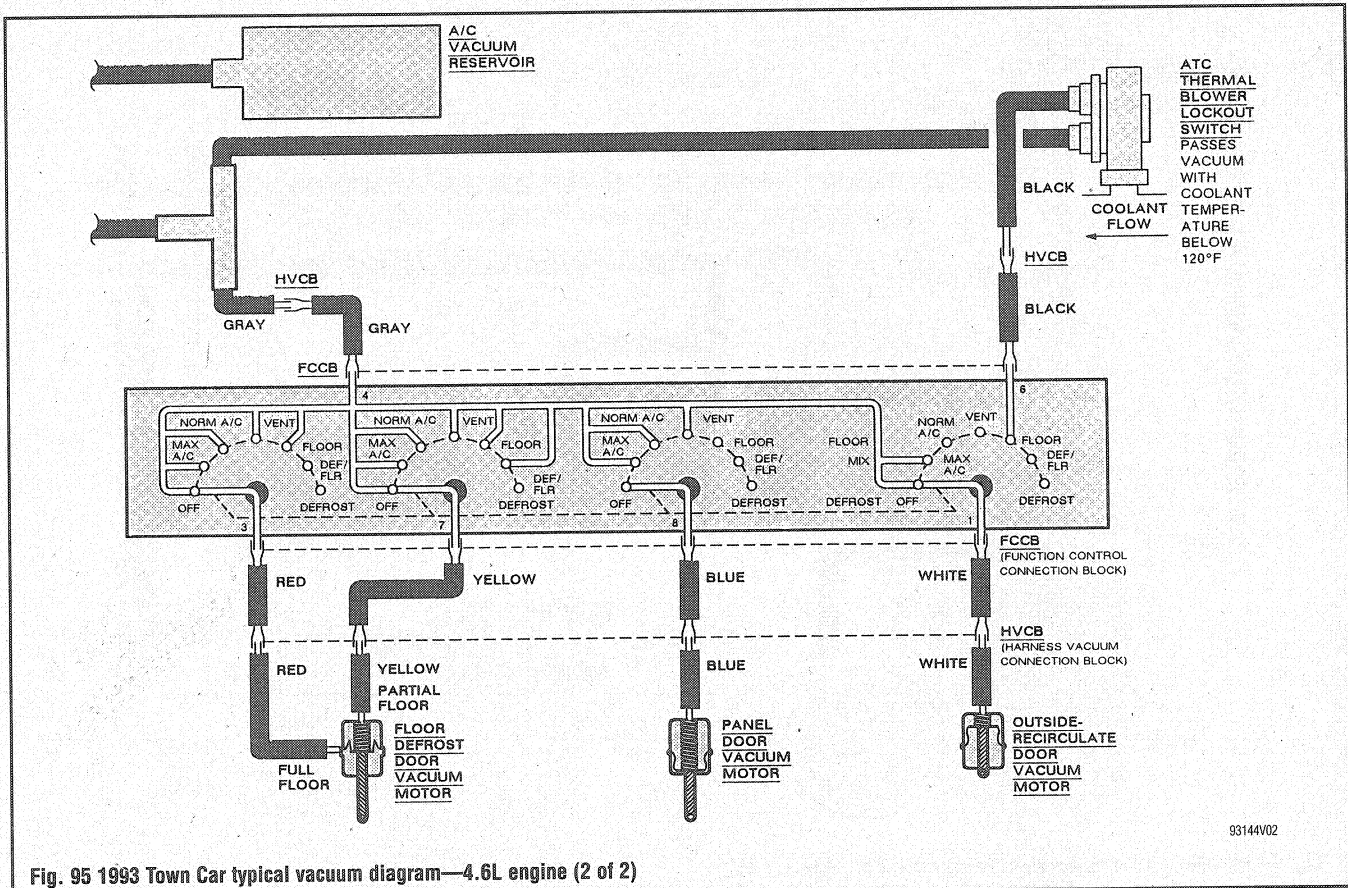 A/C
VACUUM
RESERVOIR
ATC
THERMAL
BLOWER
LOCKOUT
SWITCH
PASSES
VACUUM
WITH
COOLANT
TEMPER-
ATURE
BELOW
120°F
BLACK
COOLANT
FLOW
HVCB
HVCB
GRAY
GRAY
BLACK
FCCB
4
6
NORM A/C
VENT
MAX
A/C
FLOOR
DEF/
FLR
OFF
DEFROST
3
NORM A/C
VENT
MAX
A/C
FLOOR
DEF/
FLR
OFF
DEFROST
7
NORM A/C
VENT
MAX
A/C
FLOOR
DEF/
FLR
OFF
DEFROST
8
NORM
A/C
VENT
FLOOR
MIX
MAX
A/C
FLOOR
DEF/
FLR
DEFROST
OFF
DEFROST
1
FCCB
(FUNCTION CONTROL
CONNECTION BLOCK)
RED
YELLOW
BLUE
WHITE
HVCB
(HARNESS VACUUM
CONNECTION BLOCK)
RED
YELLOW
BLUE
WHITE
PARTIAL
FLOOR
FULL
FLOOR
FLOOR
DEFROST
DOOR
VACUUM
MOTOR
PANEL
DOOR
VACUUM
MOTOR
OUTSIDE-
RECIRCULATE
DOOR
VACUUM
MOTOR
93144V02
Fig. 95 1993 Town Car typical vacuum diagram—4.6L engine (2 of 2)